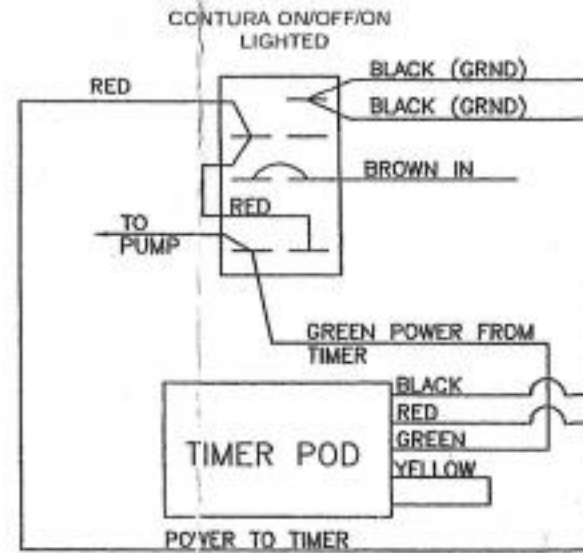 CONTURA ON/OFF/ON
LIGHTED
RED
BLACK (GRND)
BLACK (GRND)
BROWN IN
RED
TO
PUMP
GREEN POWER FROM
TIMER
BLACK
RED
GREEN
YELLOW
TIMER POD
POWER TO TIMER